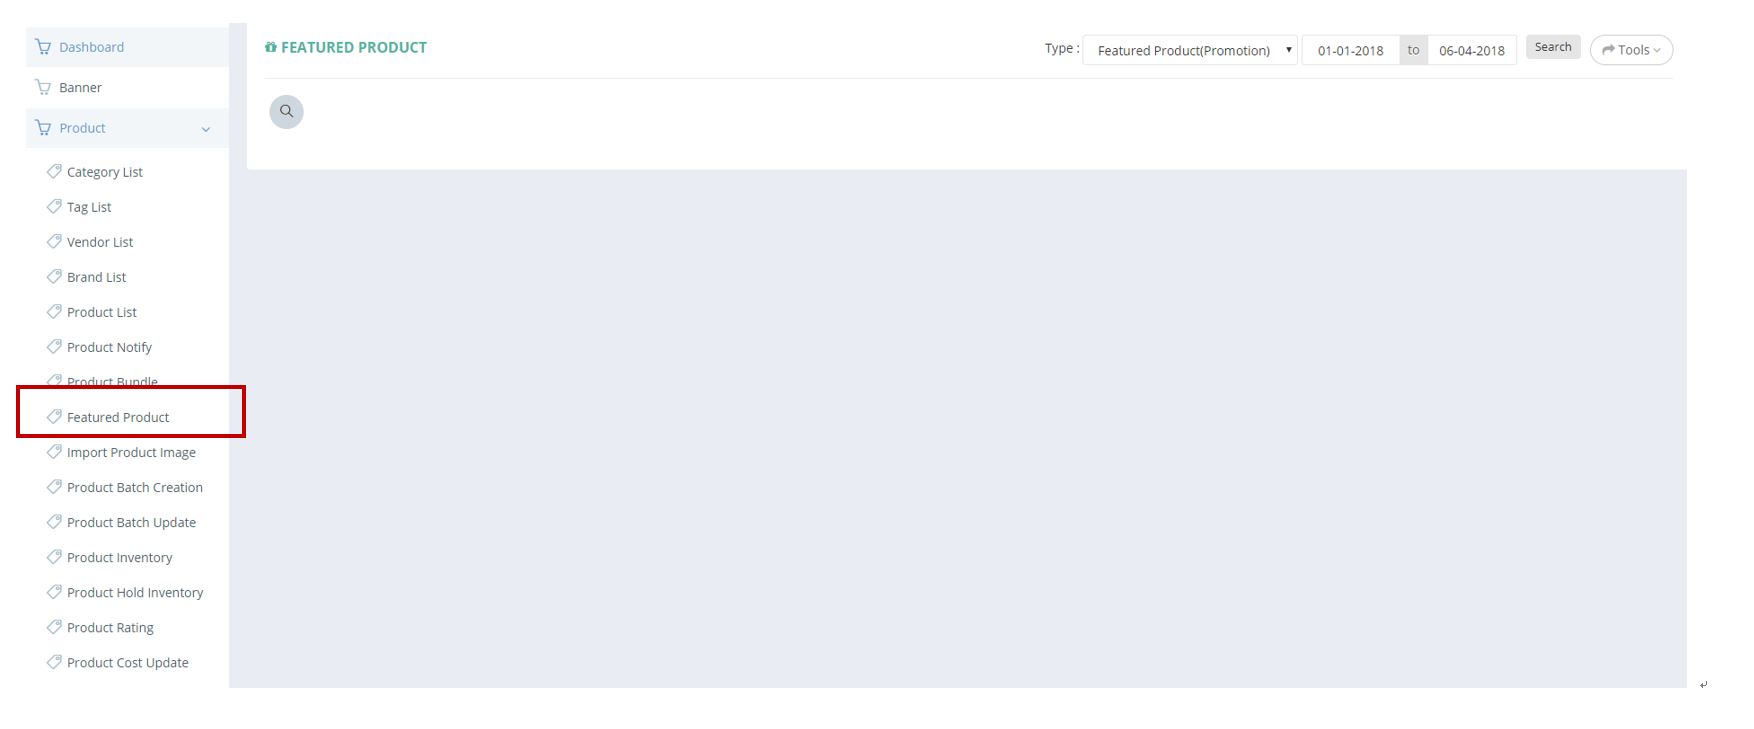 Dashboard
Banner
Product
Category List
Tag List
Vendor List
Brand List
Product List
Product Notify
Product Bundle
Featured Product
Import Product Image
Product Batch Creation
Product Batch Update
Product Inventory
Product Hold Inventory
Product Rating
Product Cost Update
FEATURED PRODUCT
Type : Featured Product(Promotion) 01-01-2018 to 06-04-2018 Search Tools